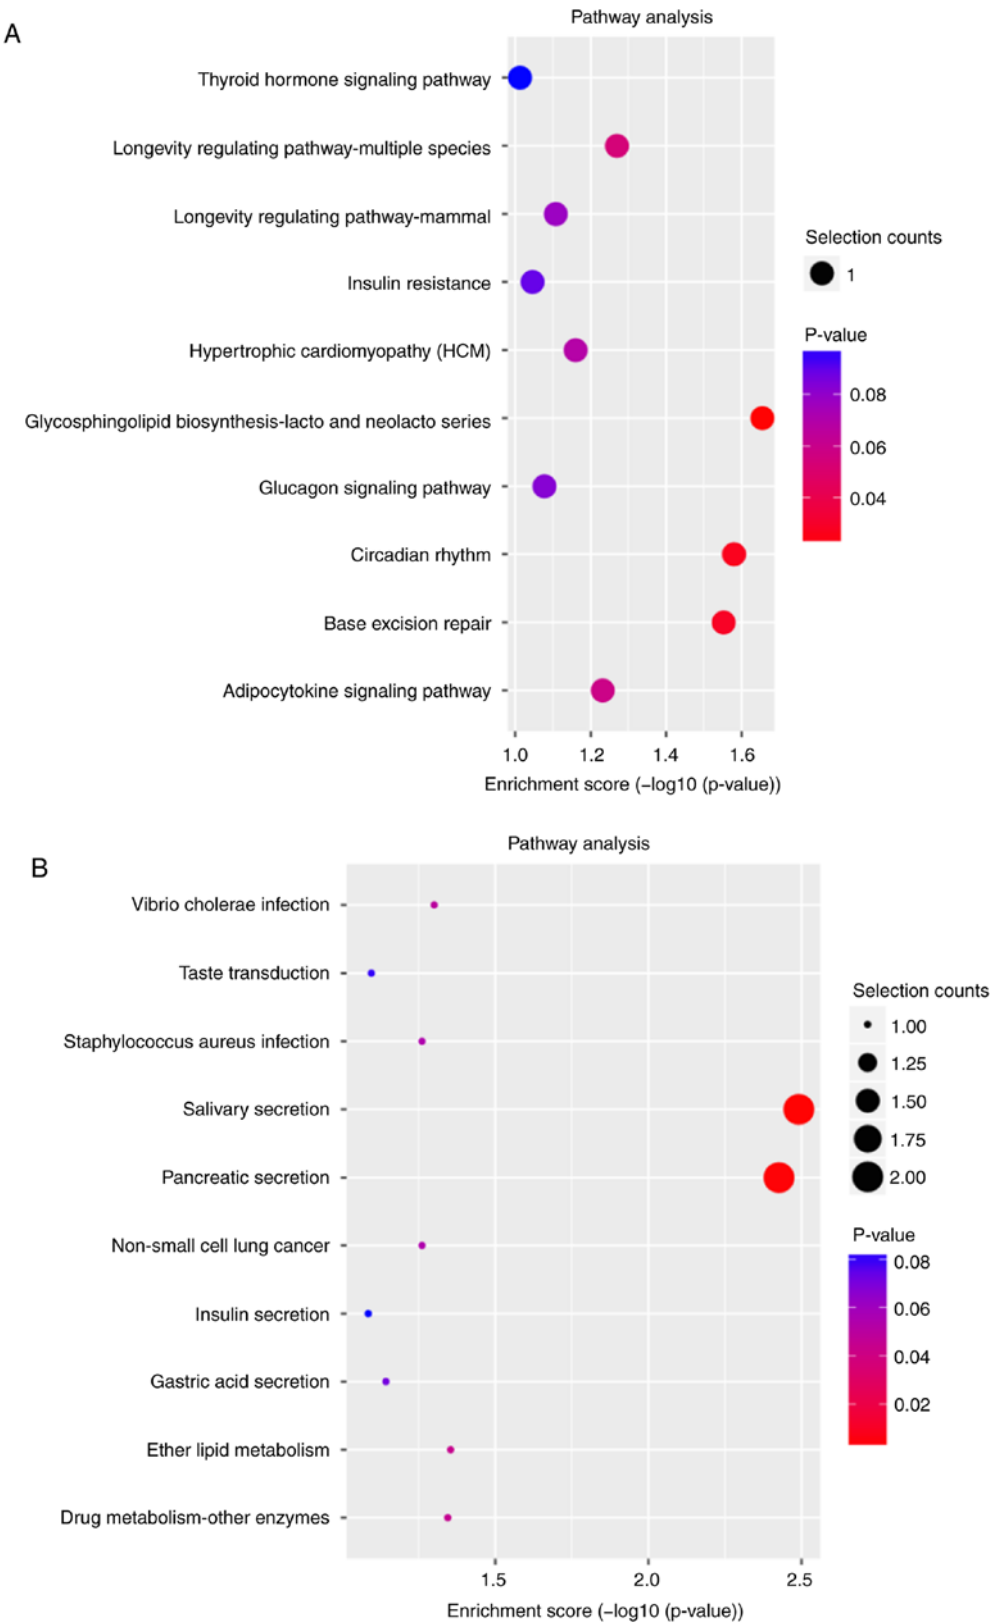 A
Pathway analysis
Thyroid hormone signaling pathway
Longevity regulating pathway-multiple species
Longevity regulating pathway-mammal
Insulin resistance
Hypertrophic cardiomyopathy (HCM)
Glycosphingolipid biosynthesis-lacto and neolacto series
Glucagon signaling pathway
Circadian rhythm
Base excision repair
Adipocytokine signaling pathway
1.0 1.2 1.4 1.6
Enrichment score (−log10 (p-value))
Selection counts
1
P-value
0.08
0.06
0.04
B
Pathway analysis
Vibrio cholerae infection
Taste transduction
Staphylococcus aureus infection
Salivary secretion
Pancreatic secretion
Non-small cell lung cancer
Insulin secretion
Gastric acid secretion
Ether lipid metabolism
Drug metabolism-other enzymes
1.5 2.0 2.5
Enrichment score (−log10 (p-value))
Selection counts
1.00
1.25
1.50
1.75
2.00
P-value
0.08
0.06
0.04
0.02